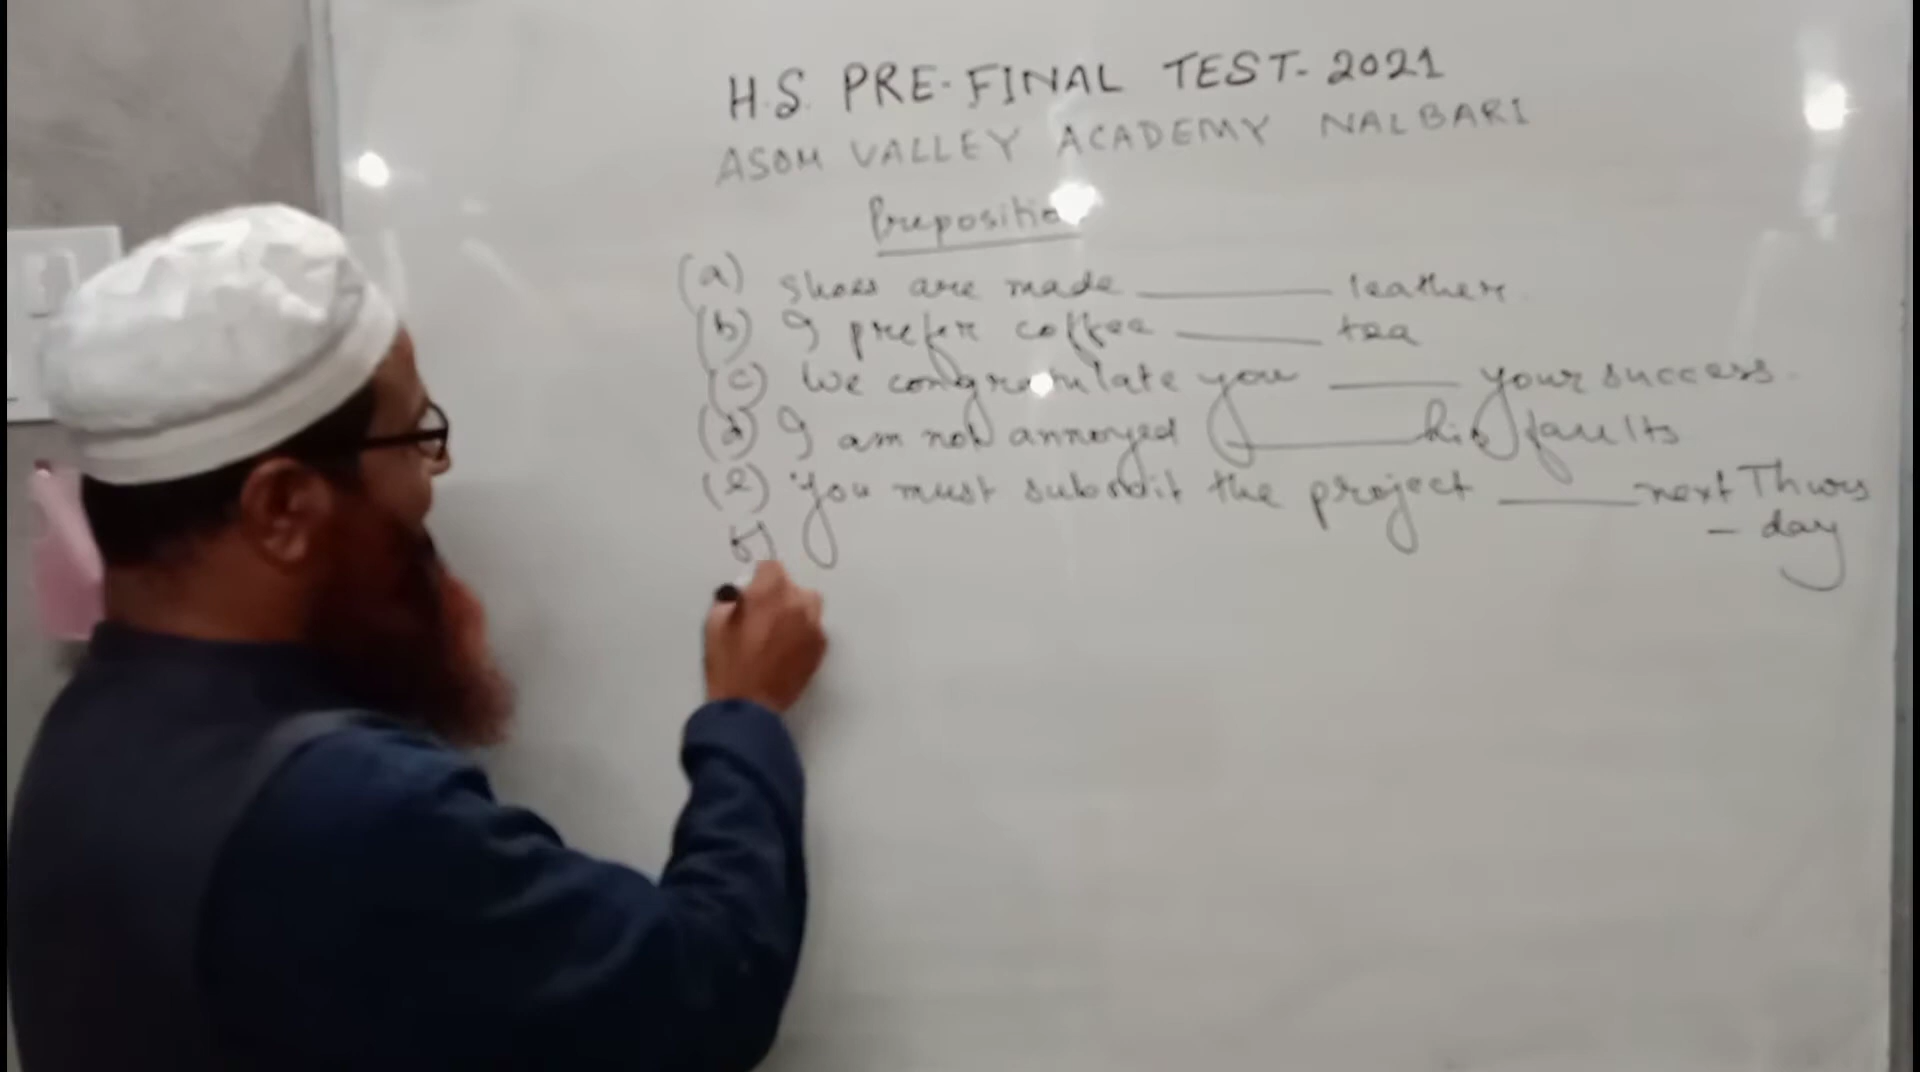 H.S. PRE-FINAL TEST-2021
ASOM VALLEY ACADEMY NALBARI
Preposition
(a) Shoes are made ______ leather.
(b) I prefer coffee ______ tea
(c) We congratulate you ______ your success.
(d) I am not annoyed ______ his faults
(e) You must submit the project ______ next Thurs
- day